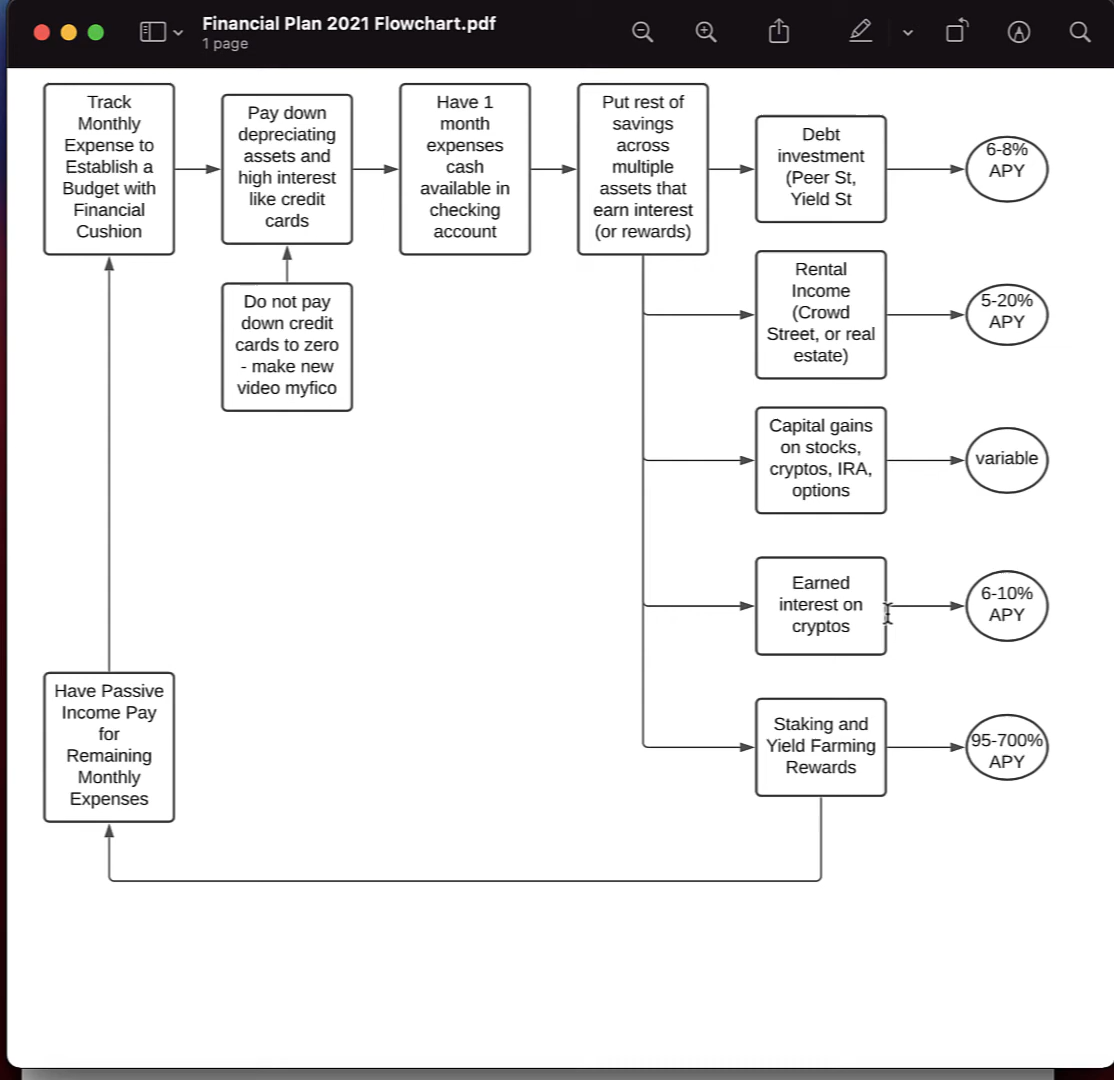 Financial Plan 2021 Flowchart.pdf
1 page
Track
Monthly
Expense to
Establish a
Budget with
Financial
Cushion
Pay down
depreciating
assets and
high interest
like credit
cards
Have 1
month
expenses
cash
available in
checking
account
Put rest of
savings
across
multiple
assets that
earn interest
(or rewards)
Debt
investment
(Peer St,
Yield St
6-8%
APY
Do not pay
down credit
cards to zero
- make new
video myfico
Rental
Income
(Crowd
Street, or real
estate)
5-20%
APY
Capital gains
on stocks,
cryptos, IRA,
options
variable
Earned
interest on
cryptos
6-10%
APY
Have Passive
Income Pay
for
Remaining
Monthly
Expenses
Staking and
Yield Farming
Rewards
95-700%
APY